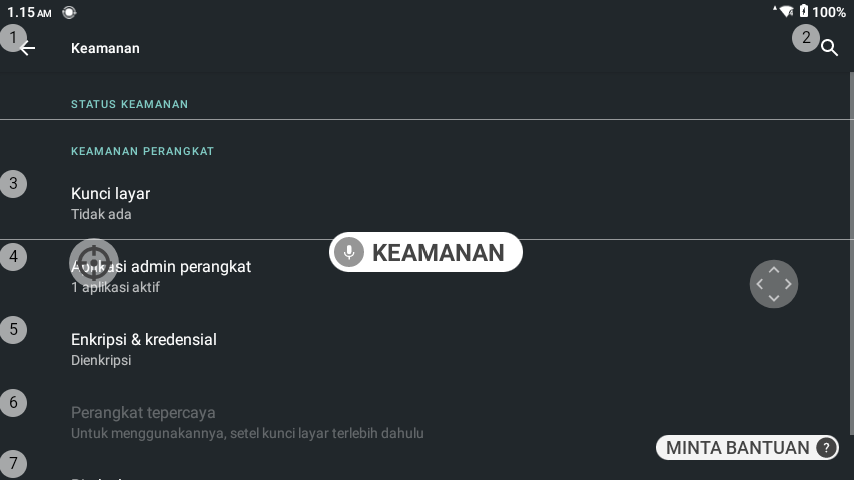 1.15 AM
100%
1
Keamanan
2
STATUS KEAMANAN
KEAMANAN PERANGKAT
3
Kunci layar
Tidak ada
KEAMANAN
4
Aplikasi admin perangkat
1 aplikasi aktif
5
Enkripsi & kredensial
Dienkripsi
6
Perangkat tepercaya
Untuk menggunakannya, setel kunci layar terlebih dahulu
MINTA BANTUAN ?
7